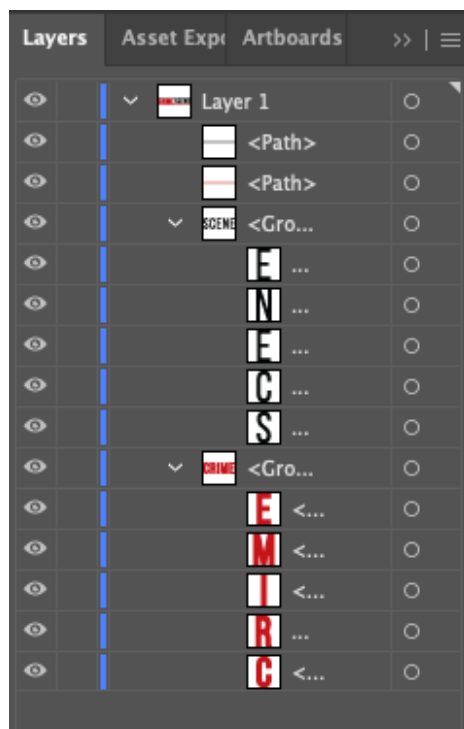 Layers Asset Expo Artboards >> | ≡
Layer 1
<Path>
<Path>
SCENE <Gro...
E ...
N ...
E ...
C ...
S ...
CRIME <Gro...
E <...
M <...
I <...
R ...
C <...